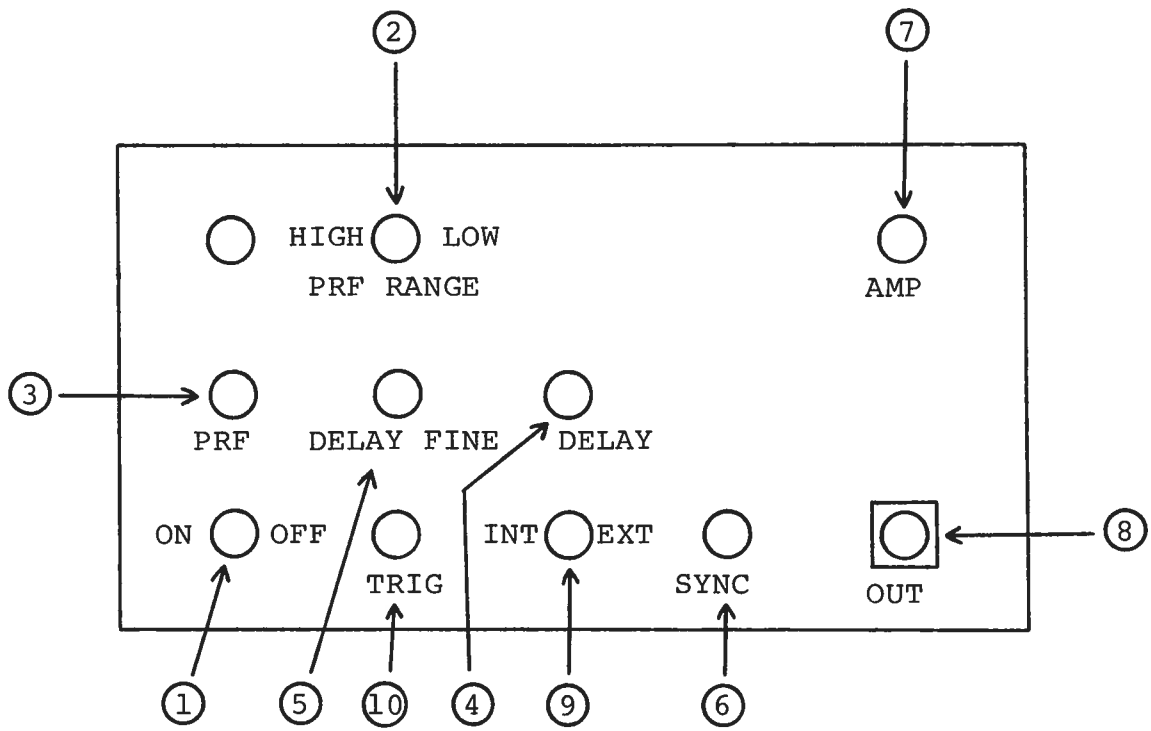 2 7
HIGH LOW
PRF RANGE AMP
3
PRF DELAY FINE DELAY
ON OFF INT EXT 8
TRIG SYNC OUT
1 5 10 4 9 6